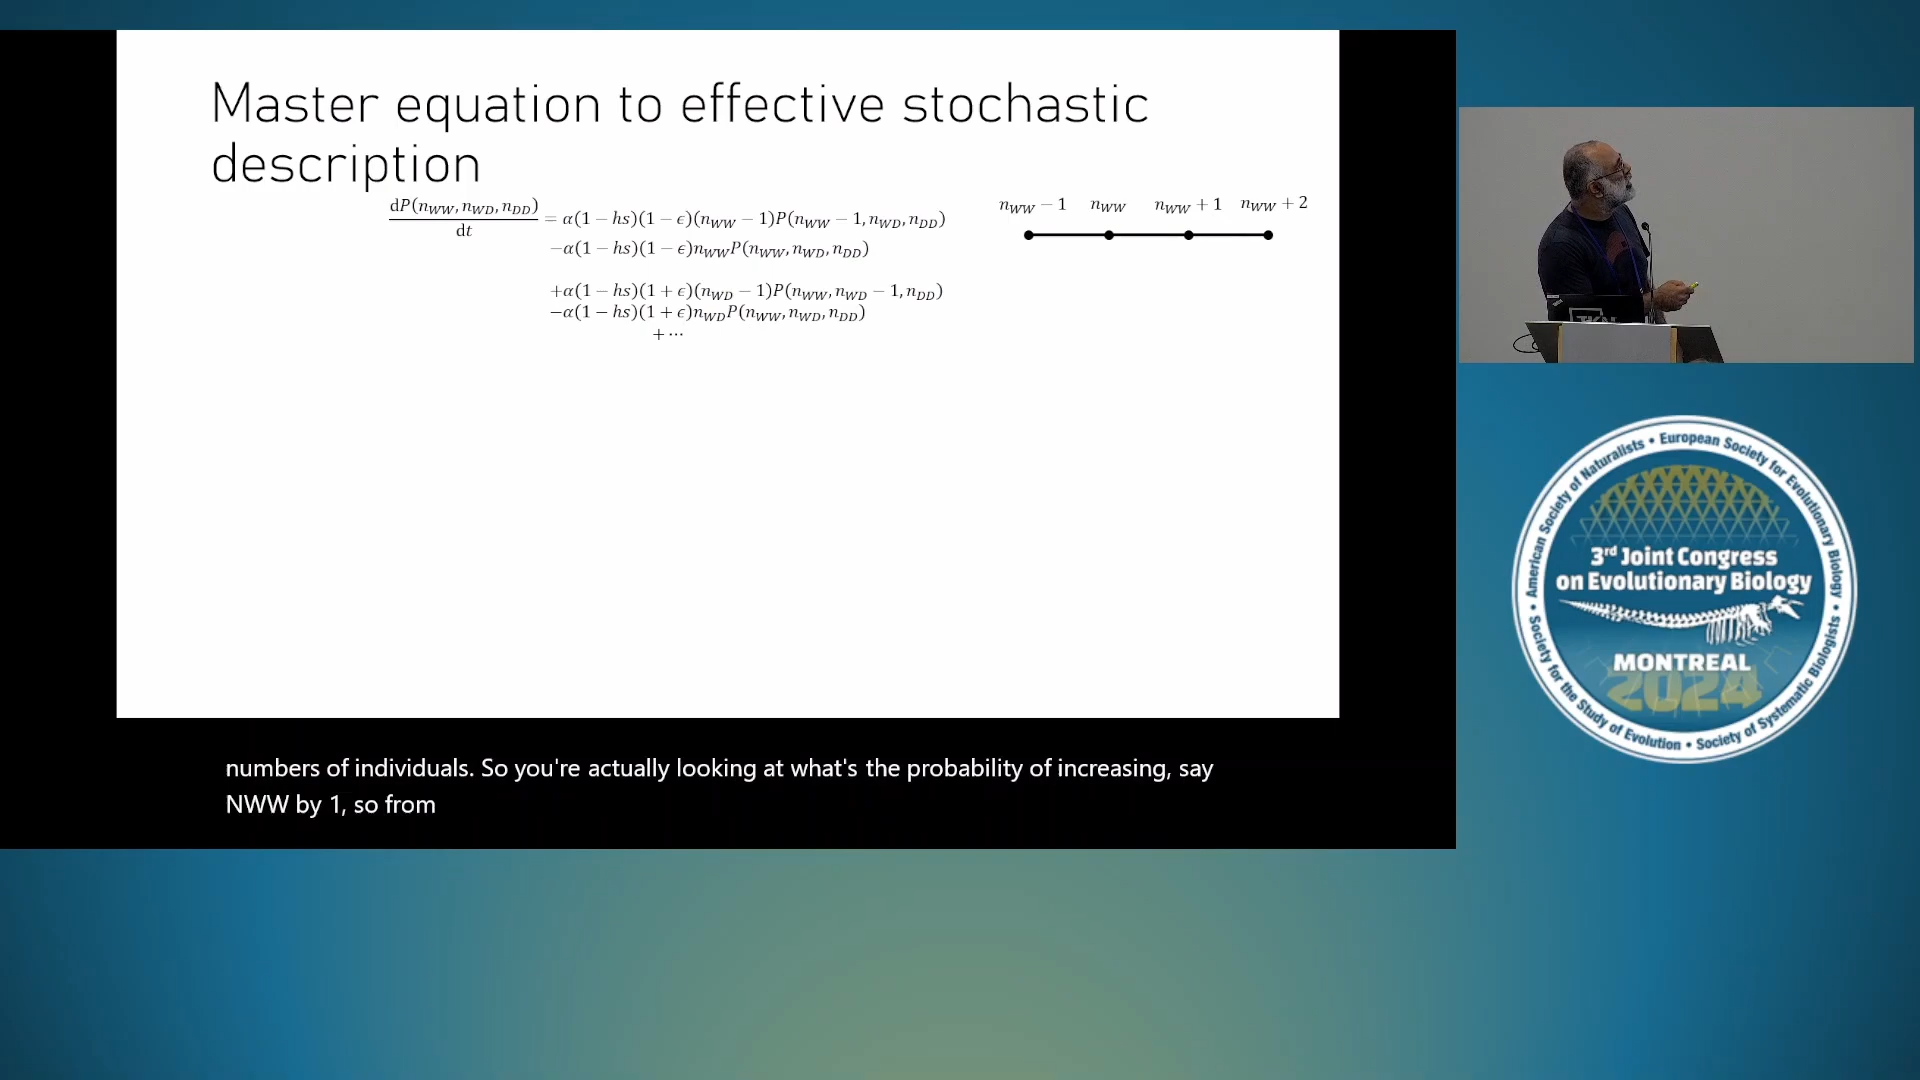 Master equation to effective stochastic
description
dP(n_WW, n_WD, n_DD)
dt
= α(1 − hs)(1 − ϵ)(n_WW − 1)P(n_WW − 1, n_WD, n_DD)
−α(1 − hs)(1 − ϵ)n_WW P(n_WW, n_WD, n_DD)
+α(1 − hs)(1 + ϵ)(n_WD − 1)P(n_WW, n_WD − 1, n_DD)
−α(1 − hs)(1 + ϵ)n_WD P(n_WW, n_WD, n_DD)
+ ⋯
n_WW − 1 n_WW n_WW + 1 n_WW + 2
numbers of individuals. So you're actually looking at what's the probability of increasing, say
NWW by 1, so from
American Society of Naturalists • European Society for Evolutionary Biology •
Society for the Study of Evolution • Society of Systematic Biologists •
3rd Joint Congress
on Evolutionary Biology
MONTREAL
2024